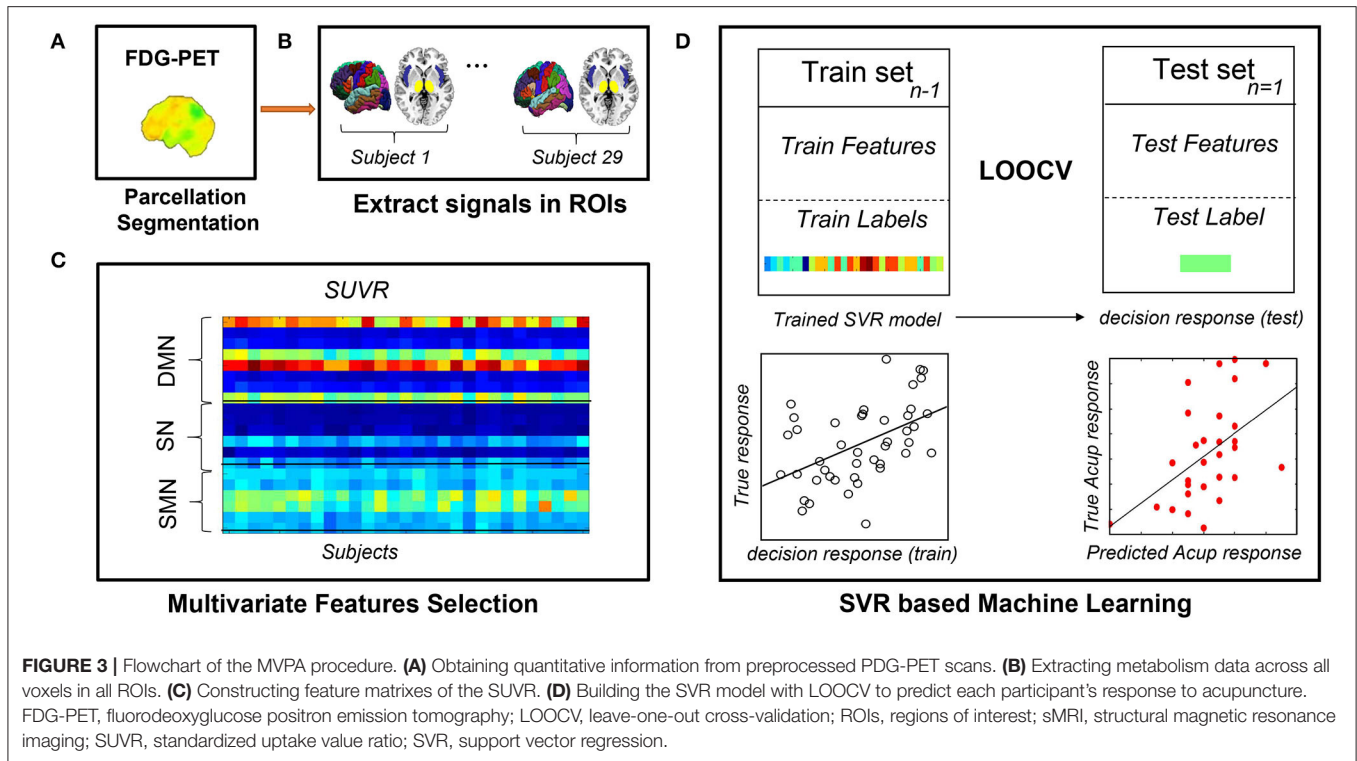 A
FDG-PET
Parcellation
Segmentation
B
...
Subject 1
Subject 29
Extract signals in ROIs
C
SUVR
DMN
SN
SMN
Subjects
Multivariate Features Selection
D
Train set n-1
Train Features
Train Labels
LOOCV
Test set n=1
Test Features
Test Label
Trained SVR model
decision response (test)
True response
decision response (train)
True Acup response
Predicted Acup response
SVR based Machine Learning
FIGURE 3 | Flowchart of the MVPA procedure. (A) Obtaining quantitative information from preprocessed PDG-PET scans. (B) Extracting metabolism data across all
voxels in all ROIs. (C) Constructing feature matrixes of the SUVR. (D) Building the SVR model with LOOCV to predict each participant's response to acupuncture.
FDG-PET, fluorodeoxyglucose positron emission tomography; LOOCV, leave-one-out cross-validation; ROIs, regions of interest; sMRI, structural magnetic resonance
imaging; SUVR, standardized uptake value ratio; SVR, support vector regression.